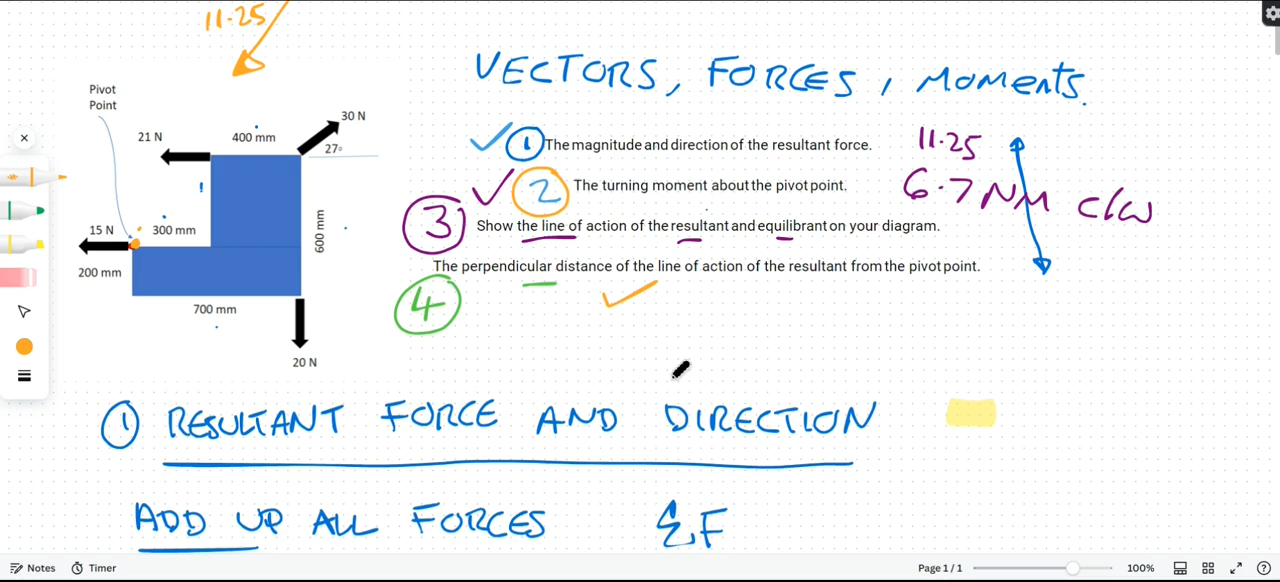 11.25
VECTORS, FORCES, MOMENTS.
Pivot
Point
30 N
21 N
400 mm
27°
1 The magnitude and direction of the resultant force.
11.25
2 The turning moment about the pivot point.
6.7 NM C/W
15 N
300 mm
600 mm
3 Show the line of action of the resultant and equilibrant on your diagram.
200 mm
The perpendicular distance of the line of action of the resultant from the pivot point.
4
700 mm
20 N
1 RESULTANT FORCE AND DIRECTION
ADD UP ALL FORCES ΣF
Notes
Timer
Page 1 / 1
100%